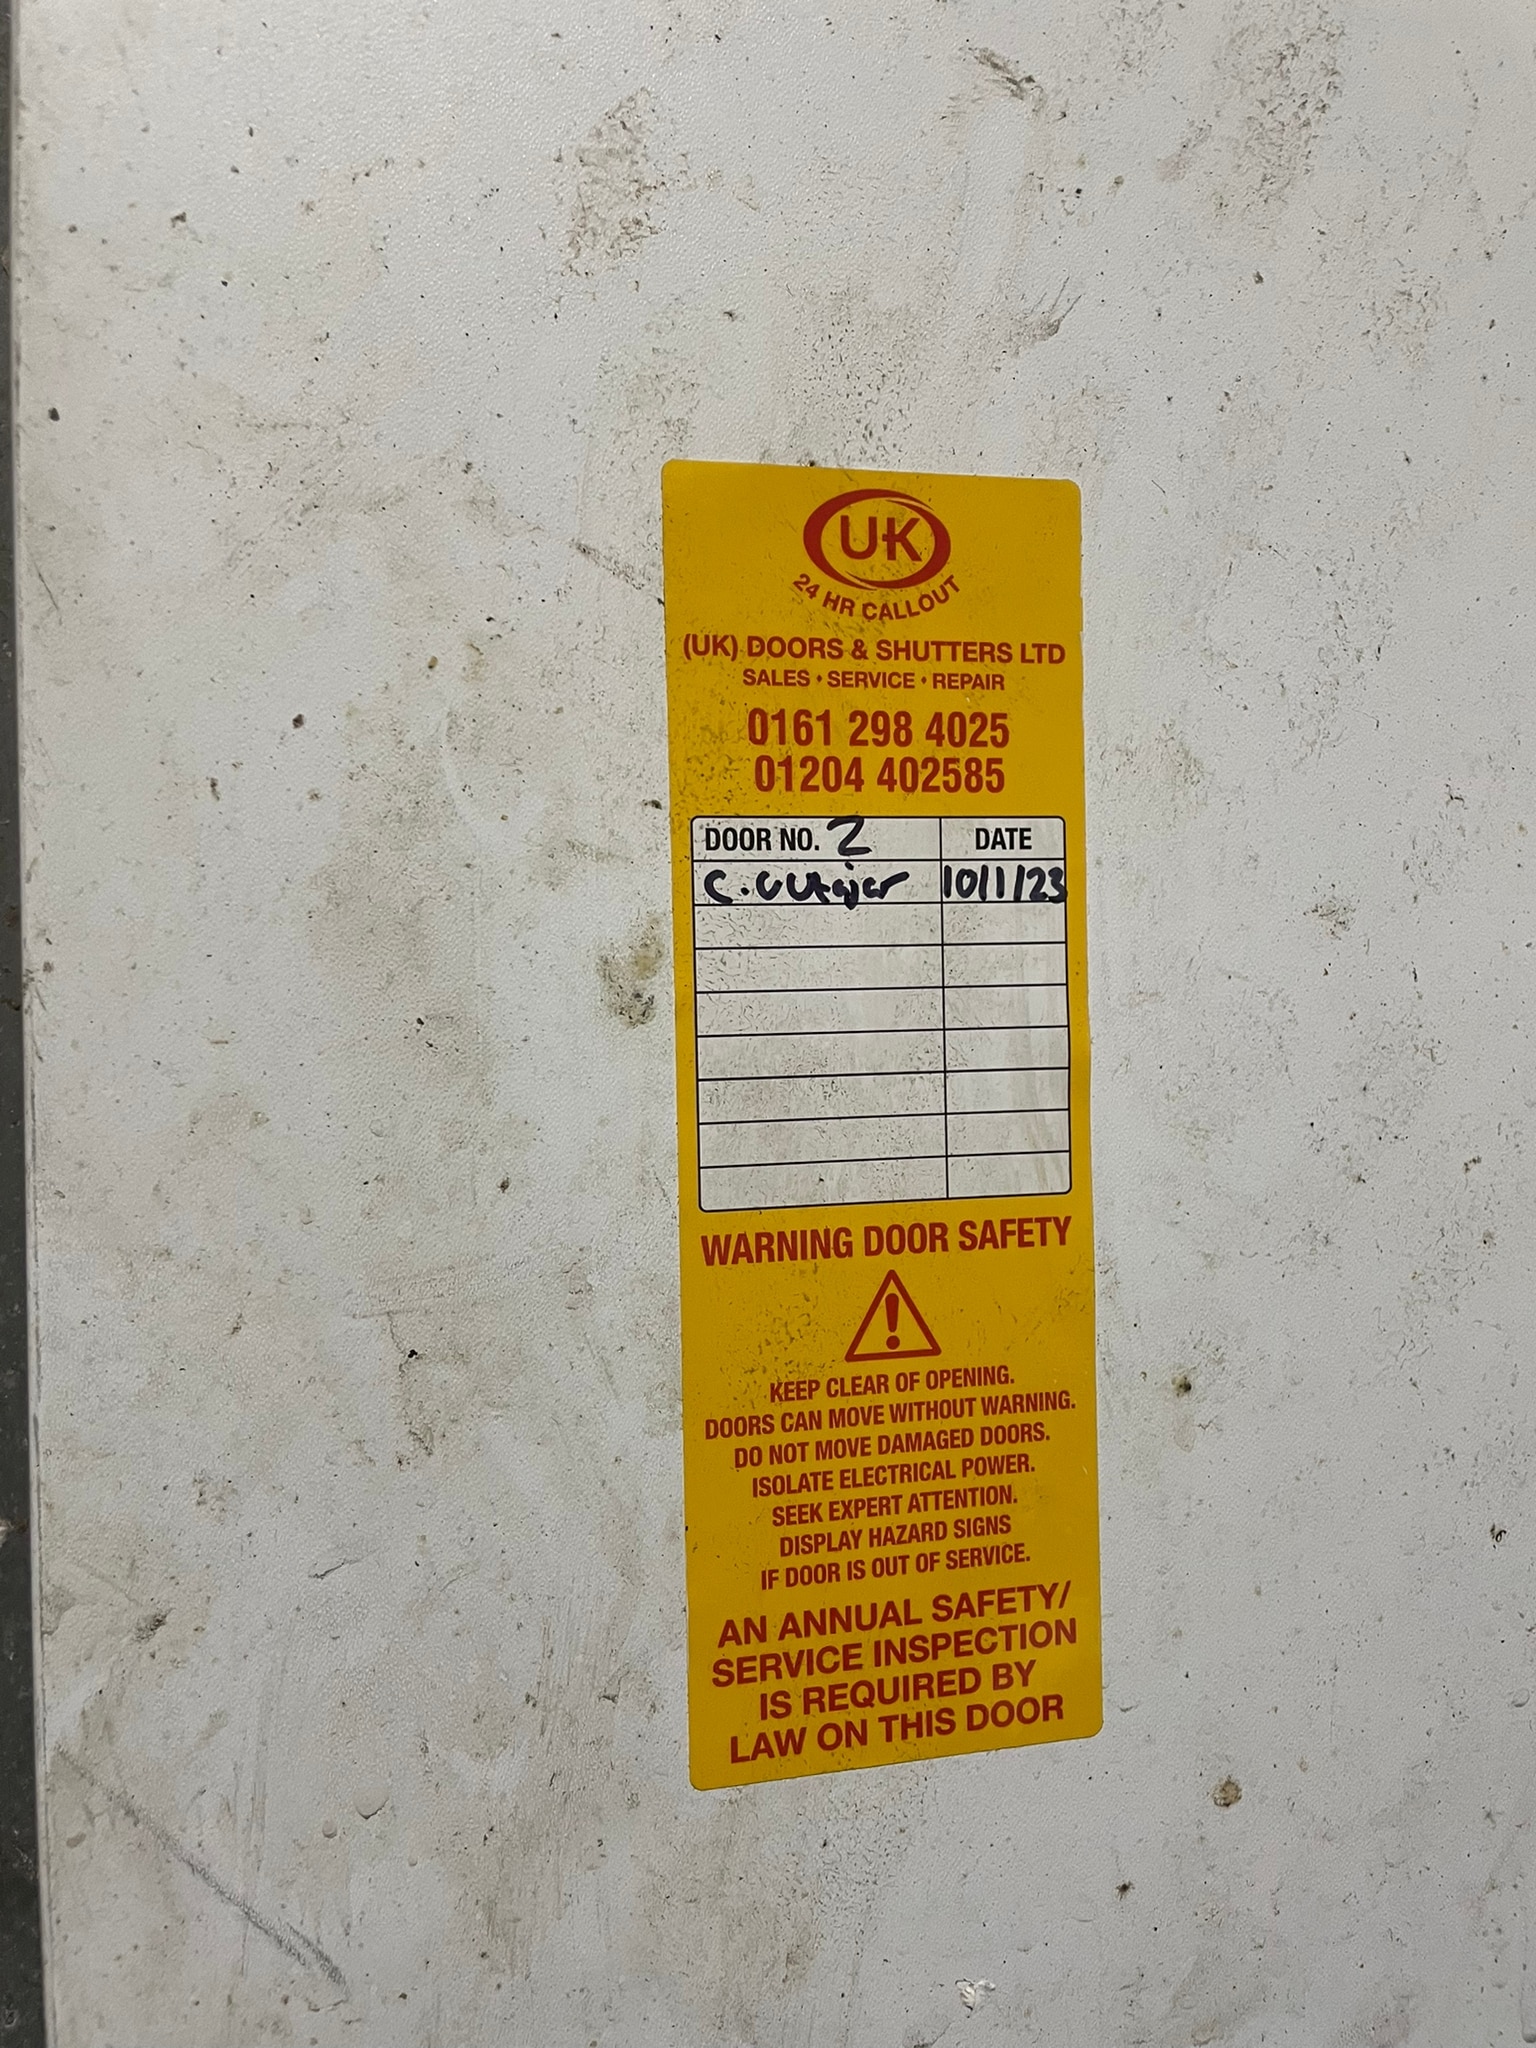 UK
24 HR CALLOUT
(UK) DOORS & SHUTTERS LTD
SALES • SERVICE • REPAIR
0161 298 4025
01204 402585
DOOR NO. 2 DATE
C. 10/1/23
WARNING DOOR SAFETY
!
KEEP CLEAR OF OPENING.
DOORS CAN MOVE WITHOUT WARNING.
DO NOT MOVE DAMAGED DOORS.
ISOLATE ELECTRICAL POWER.
SEEK EXPERT ATTENTION.
DISPLAY HAZARD SIGNS
IF DOOR IS OUT OF SERVICE.
AN ANNUAL SAFETY/
SERVICE INSPECTION
IS REQUIRED BY
LAW ON THIS DOOR